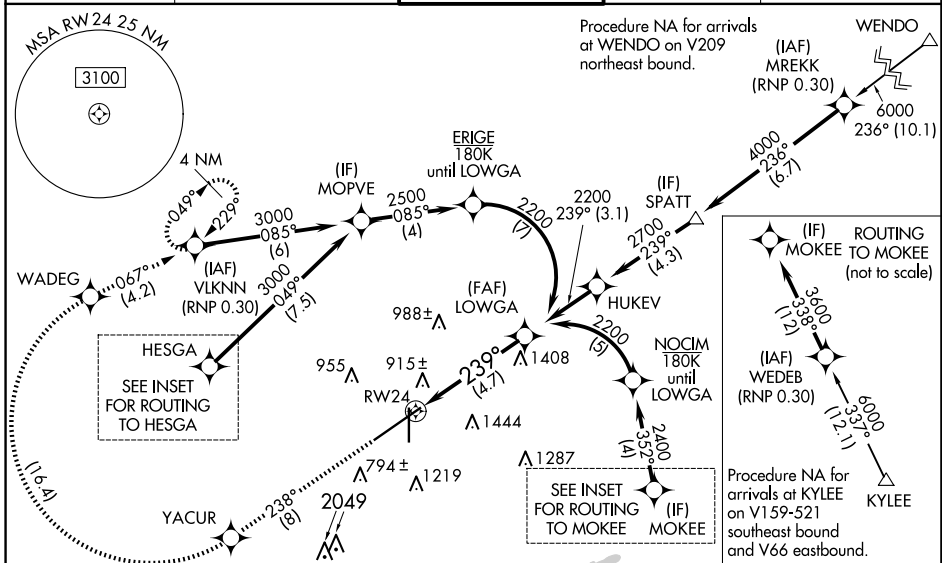 MSA RW 24 25 NM
3100
Procedure NA for arrivals
at WENDO on V209
northeast bound.
WENDO
(IAF)
MREKK
(RNP 0.30)
6000
236° (10.1)
4000
236°
(6.7)
4 NM
049°
229°
(IF)
MOPVE
ERIGE
180K
until LOWGA
2500
085°
(4)
3000
085°
(6)
2200
(7)
2200
239° (3.1)
(IF)
SPATT
2700
239°
(4.3)
WADEG
067°
(4.2)
(IAF)
VLKNN
(RNP 0.30)
3000
049°
(7.5)
(FAF)
LOWGA
HUKEV
988±
2200
(5)
NOCIM
180K
until
LOWGA
HESGA
SEE INSET
FOR ROUTING
TO HESGA
955
915±
RW24
239°
(4.7)
1408
1444
794±
1219
1287
2400
352°
(4)
SEE INSET
FOR ROUTING
TO MOKEE
(IF)
MOKEE
(16.4)
YACUR
238°
(8)
2049
(IF)
MOKEE
ROUTING
TO MOKEE
(not to scale)
3600
338°
(12)
(IAF)
WEDEB
(RNP 0.30)
6000
337°
(12.1)
KYLEE
Procedure NA for
arrivals at KYLEE
on V159-521
southeast bound
and V66 eastbound.